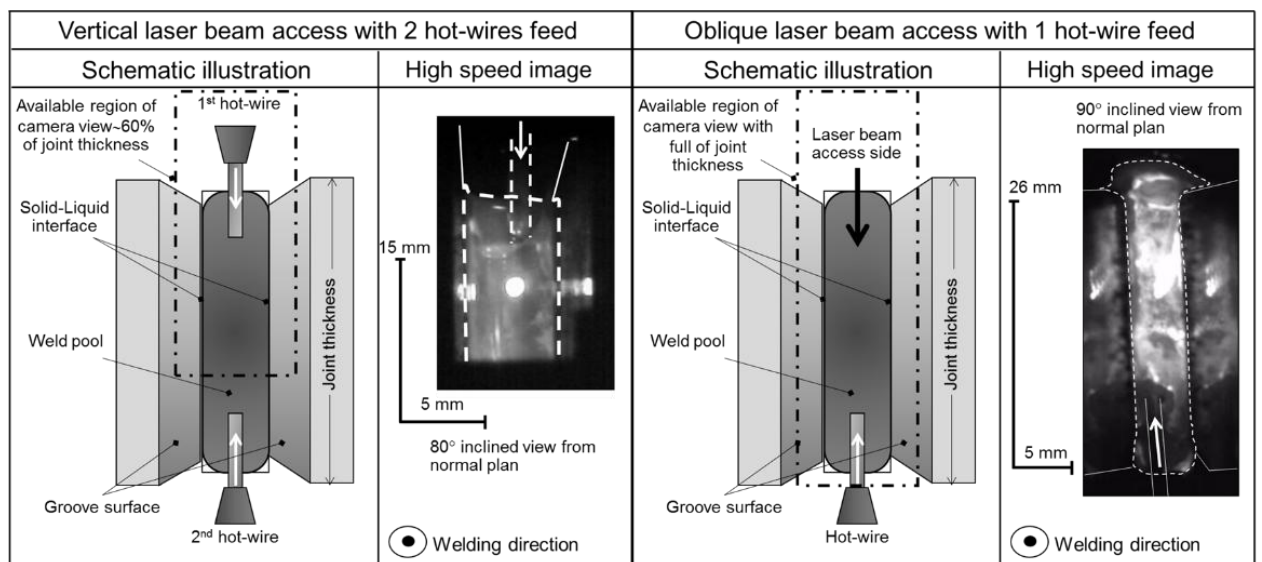 Vertical laser beam access with 2 hot-wires feed
Schematic illustration
High speed image
Available region of
camera view~60%
of joint thickness
1st hot-wire
Solid-Liquid
interface
Weld pool
Groove surface
2nd hot-wire
Joint thickness
15 mm
5 mm
80° inclined view from
normal plan
Welding direction
Oblique laser beam access with 1 hot-wire feed
Schematic illustration
High speed image
Available region of
camera view with
full of joint
thickness
Laser beam
access side
Solid-Liquid
interface
Weld pool
Groove surface
Hot-wire
Joint thickness
90° inclined view from
normal plan
26 mm
5 mm
Welding direction